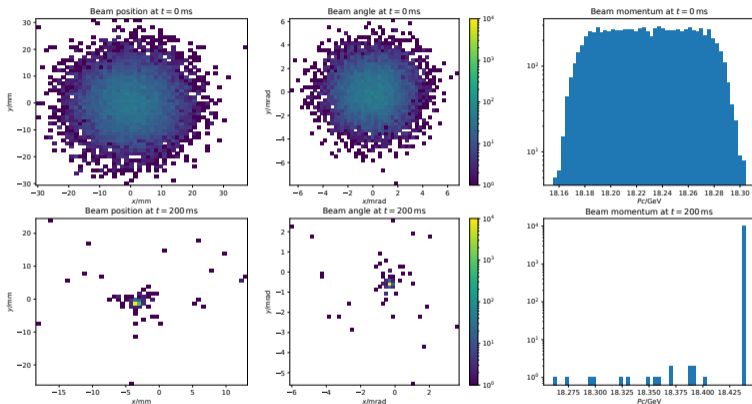 Beam position at t = 0 ms
Beam angle at t = 0 ms
Beam momentum at t = 0 ms
y/mm
30
20
10
0
−10
−20
−30
−30 −20 −10 0 10 20 30
x/mm
y/mrad
6
4
2
0
−2
−4
−6
−6 −4 −2 0 2 4 6
x/mrad
10⁴
10³
10²
10¹
10⁰
10²
10¹
18.16 18.18 18.20 18.22 18.24 18.26 18.28 18.30
Pc/GeV
Beam position at t = 200 ms
Beam angle at t = 200 ms
Beam momentum at t = 200 ms
y/mm
20
10
0
−10
−20
−15 −10 −5 0 5 10
x/mm
y/mrad
2
1
0
−1
−2
−3
−4
−5
−6 −4 −2 0 2
x/mrad
10⁴
10³
10²
10¹
10⁰
10⁴
10³
10²
10¹
10⁰
18.275 18.300 18.325 18.350 18.375 18.400 18.425
Pc/GeV